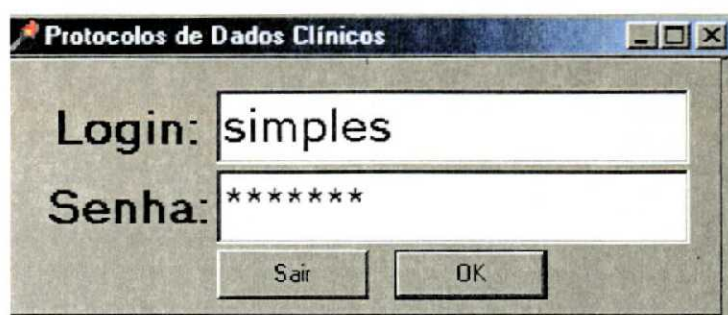 Protocolos de Dados Clínicos
Login: simples
Senha: *******
Sair OK